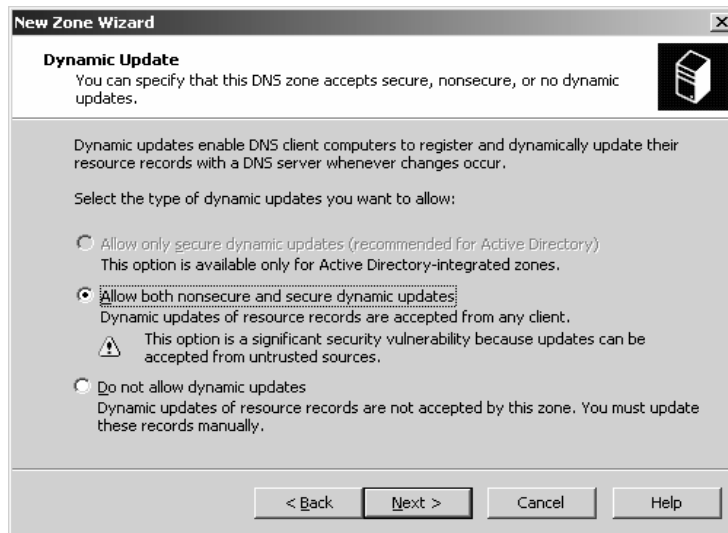 New Zone Wizard
Dynamic Update
You can specify that this DNS zone accepts secure, nonsecure, or no dynamic
updates.
Dynamic updates enable DNS client computers to register and dynamically update their
resource records with a DNS server whenever changes occur.
Select the type of dynamic updates you want to allow:
Allow only secure dynamic updates (recommended for Active Directory)
This option is available only for Active Directory-integrated zones.
Allow both nonsecure and secure dynamic updates
Dynamic updates of resource records are accepted from any client.
This option is a significant security vulnerability because updates can be
accepted from untrusted sources.
Do not allow dynamic updates
Dynamic updates of resource records are not accepted by this zone. You must update
these records manually.
< Back Next > Cancel Help